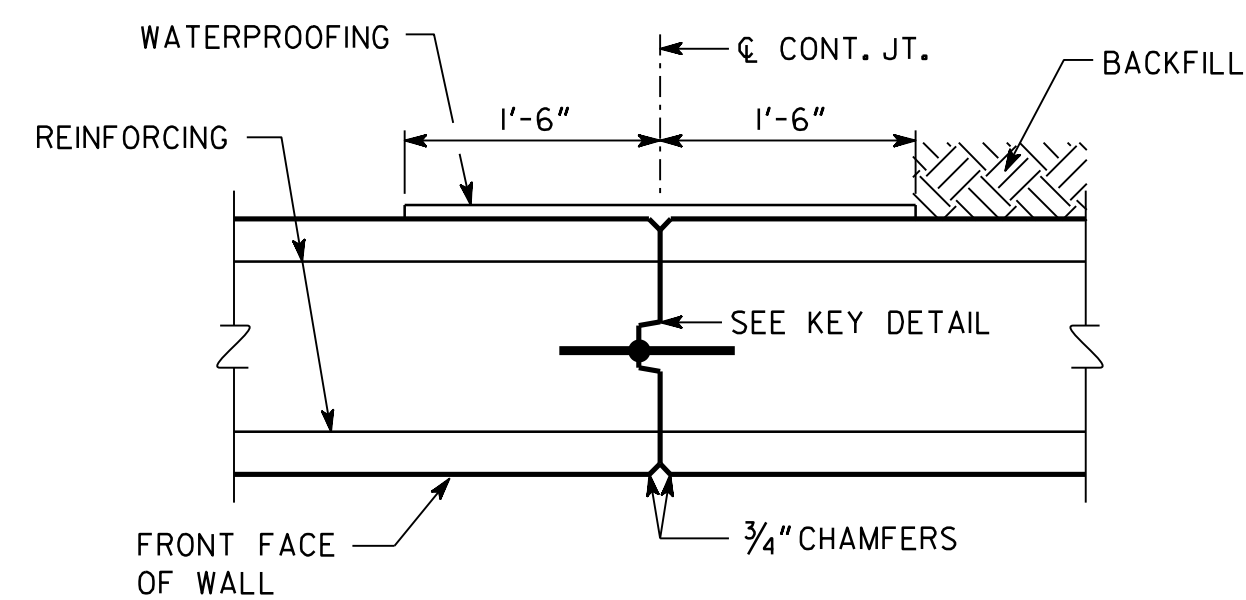 WATERPROOFING
℄ CONT. JT.
BACKFILL
1'-6"
1'-6"
REINFORCING
SEE KEY DETAIL
3/4" CHAMFERS
FRONT FACE
OF WALL